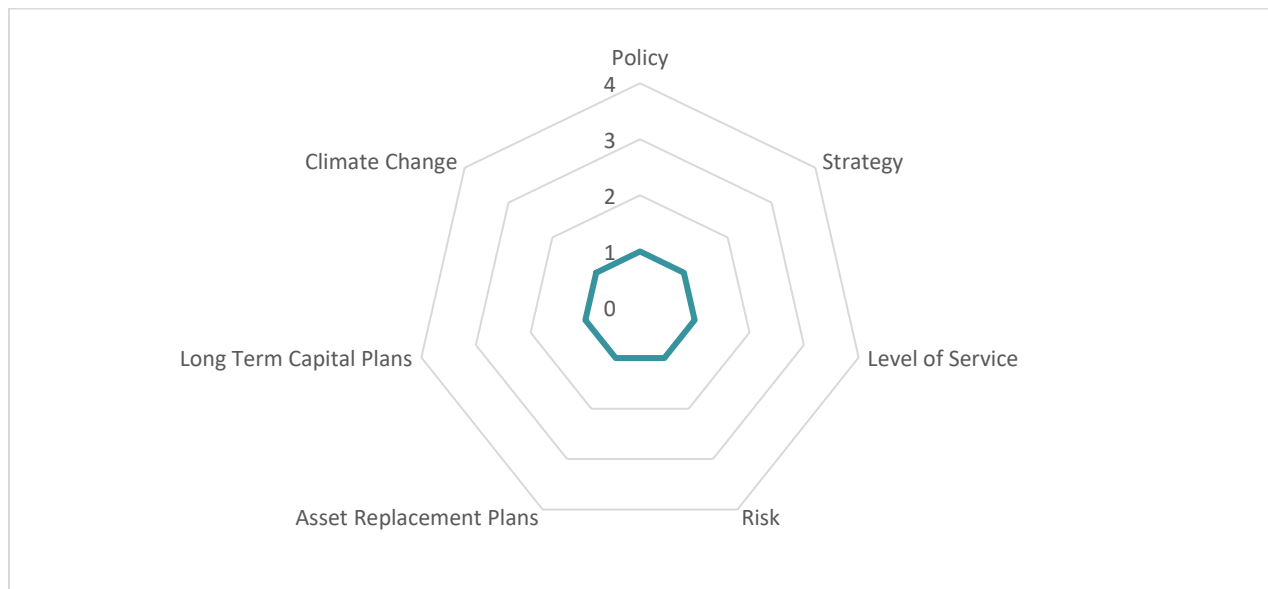 Policy
4
3
Climate Change
Strategy
2
1
0
Long Term Capital Plans
Level of Service
Asset Replacement Plans
Risk